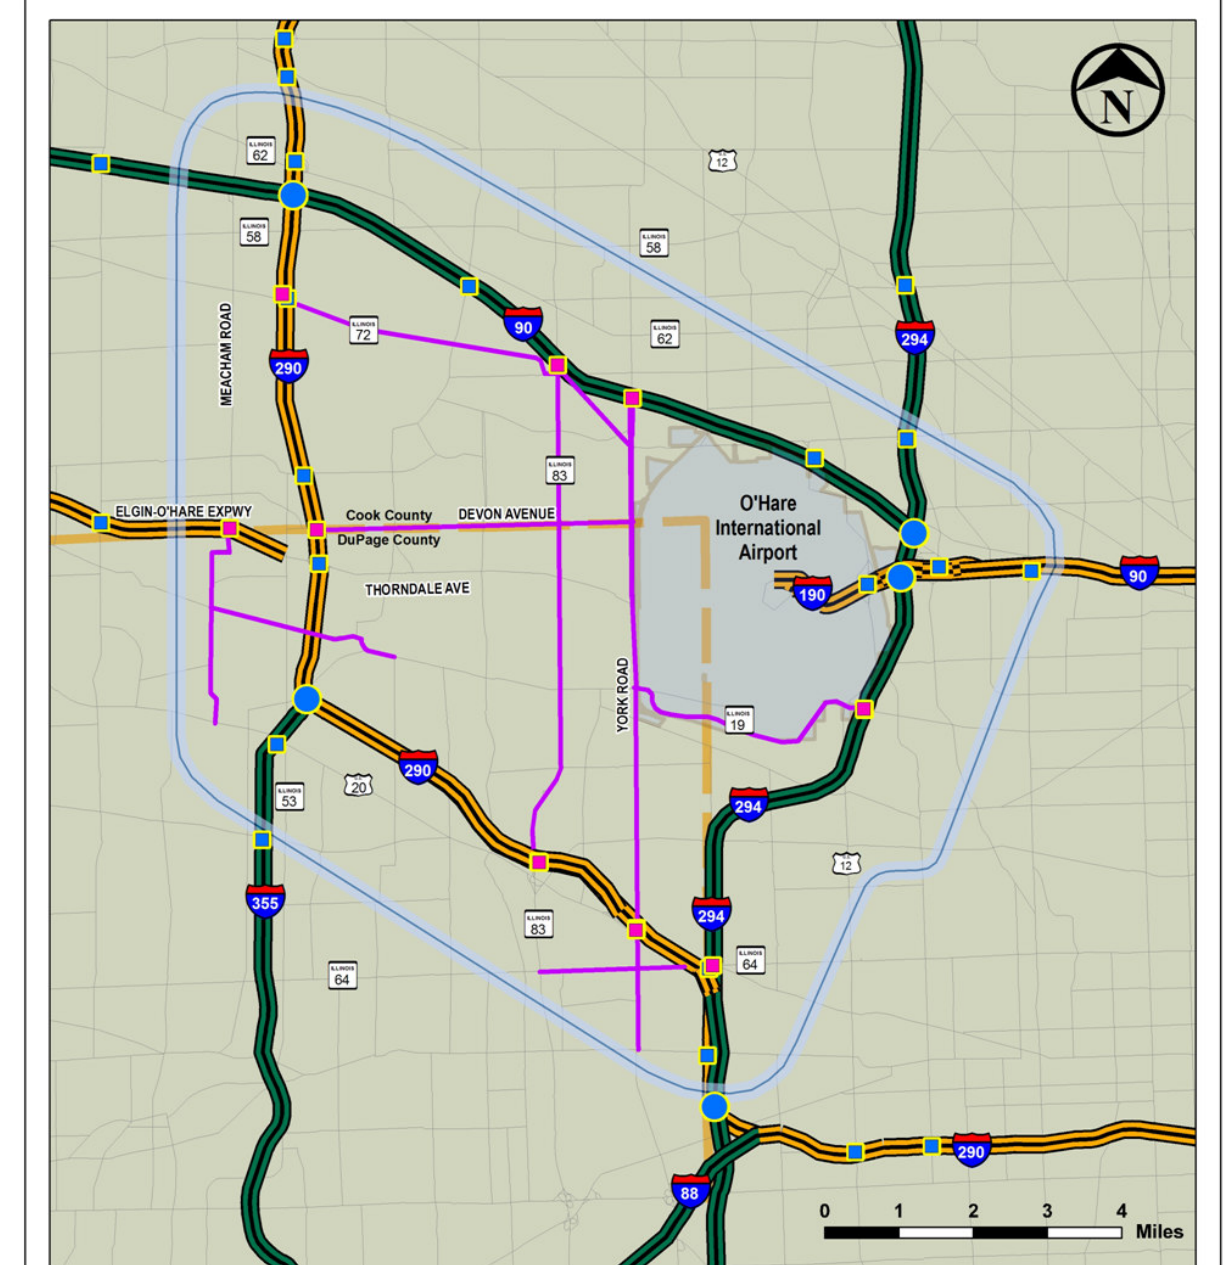 N
ILLINOIS
62
U.S.
12
ILLINOIS
58
ILLINOIS
58
MEACHAM ROAD
ILLINOIS
72
90
ILLINOIS
62
294
290
ILLINOIS
83
ELGIN-O'HARE EXPWY
Cook County
DEVON AVENUE
DuPage County
O'Hare
International
Airport
THORNDALE AVE
190
90
YORK ROAD
ILLINOIS
19
290
20
ILLINOIS
53
294
12
355
294
ILLINOIS
83
ILLINOIS
64
ILLINOIS
64
290
88
0 1 2 3 4
Miles